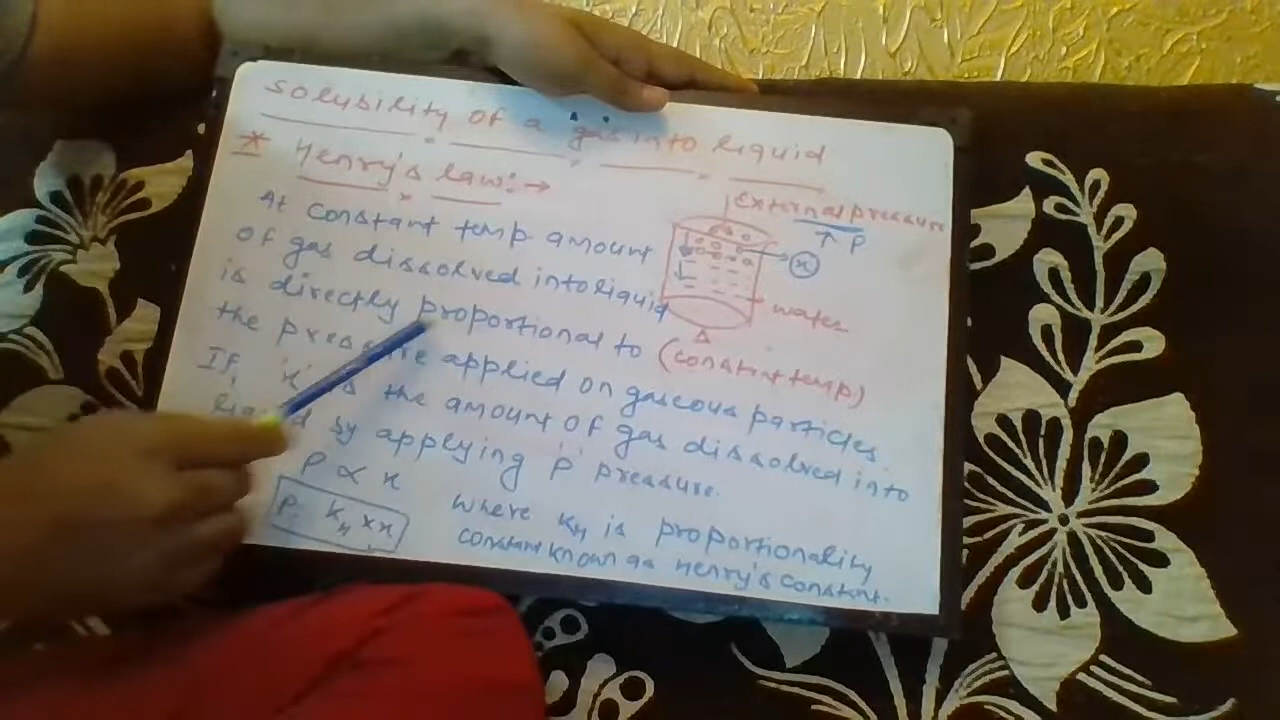 Solubility of a gas into liquid
* Henry's law:→
External pressure
↑ P
At constant temp amount
of gas dissolved into liquid
x
water
is directly proportional to
(constant temp)
the pressure applied on gaseous particles.
If 'x' is the amount of gas dissolved into
liquid by applying 'P' pressure.
P ∝ x
P = K_H × x
Where K_H is proportionality
constant known as Henry's constant.